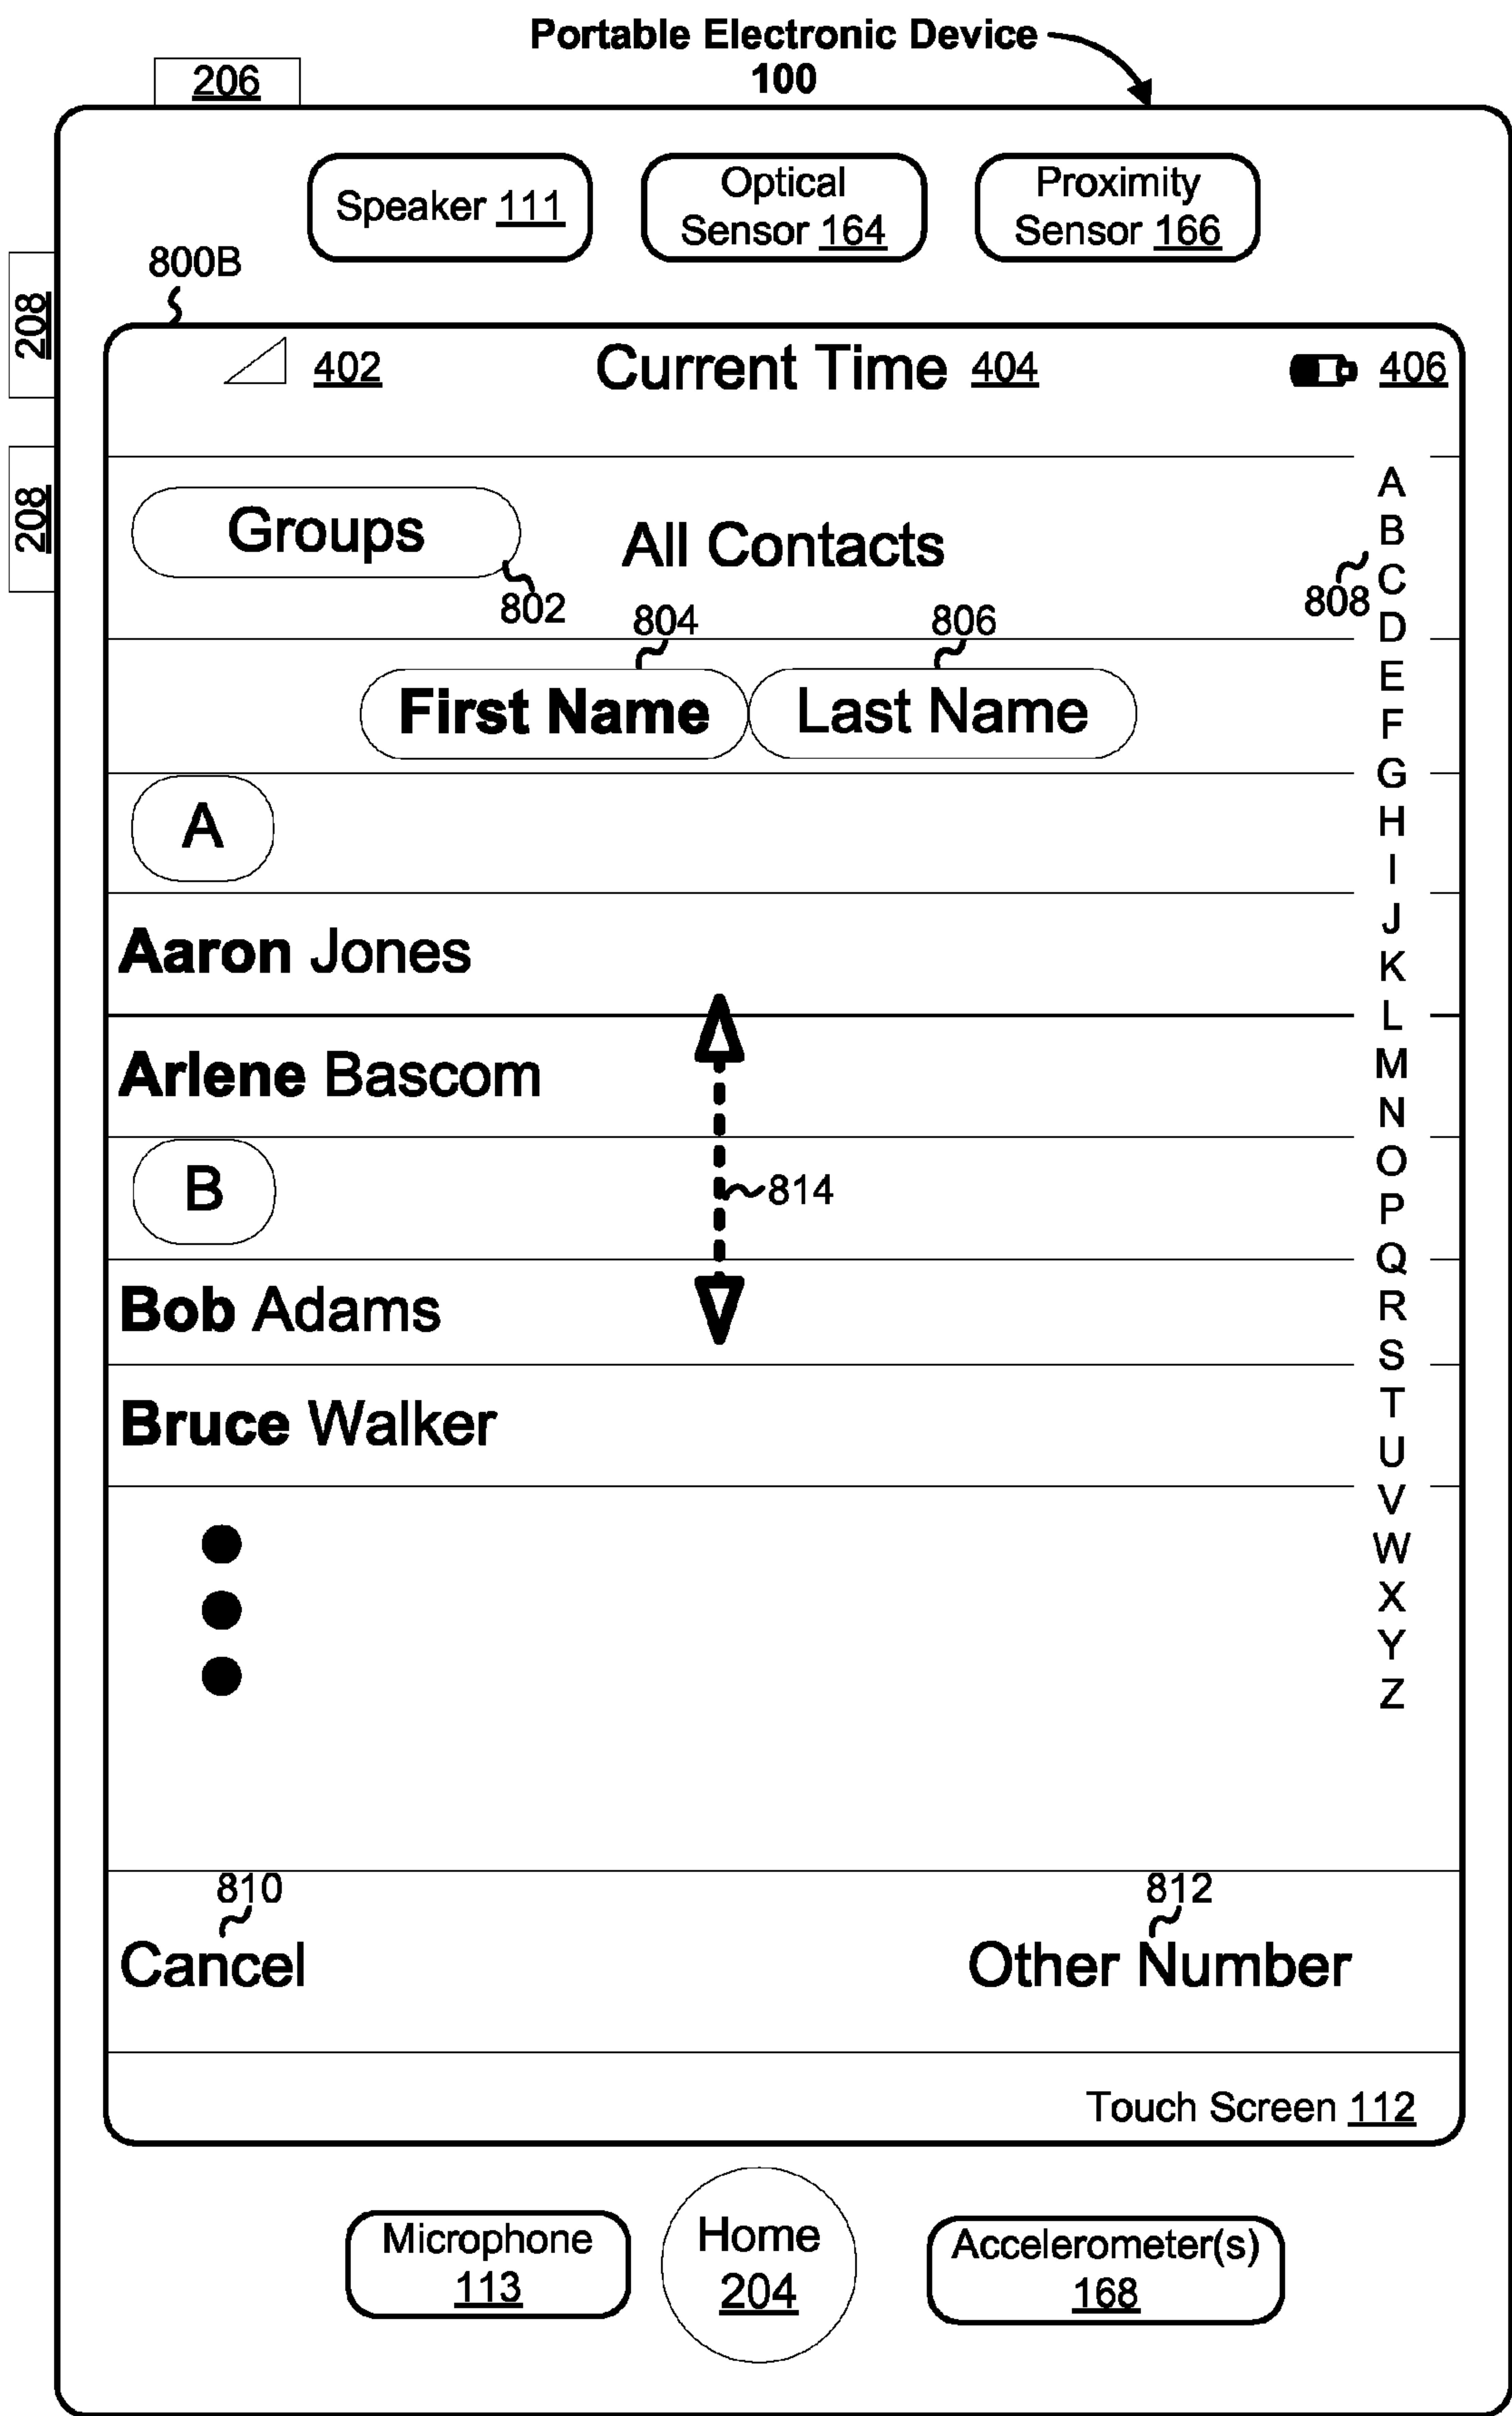 Portable Electronic Device
100
206
Speaker 111
Optical
Sensor 164
Proximity
Sensor 166
800B
208
208
402
Current Time 404
406
Groups
802
All Contacts
808
804
806
First Name
Last Name
A
Aaron Jones
Arlene Bascom
B
814
Bob Adams
Bruce Walker
A
B
C
D
E
F
G
H
I
J
K
L
M
N
O
P
Q
R
S
T
U
V
W
X
Y
Z
810
812
Cancel
Other Number
Touch Screen 112
Microphone
113
Home
204
Accelerometer(s)
168